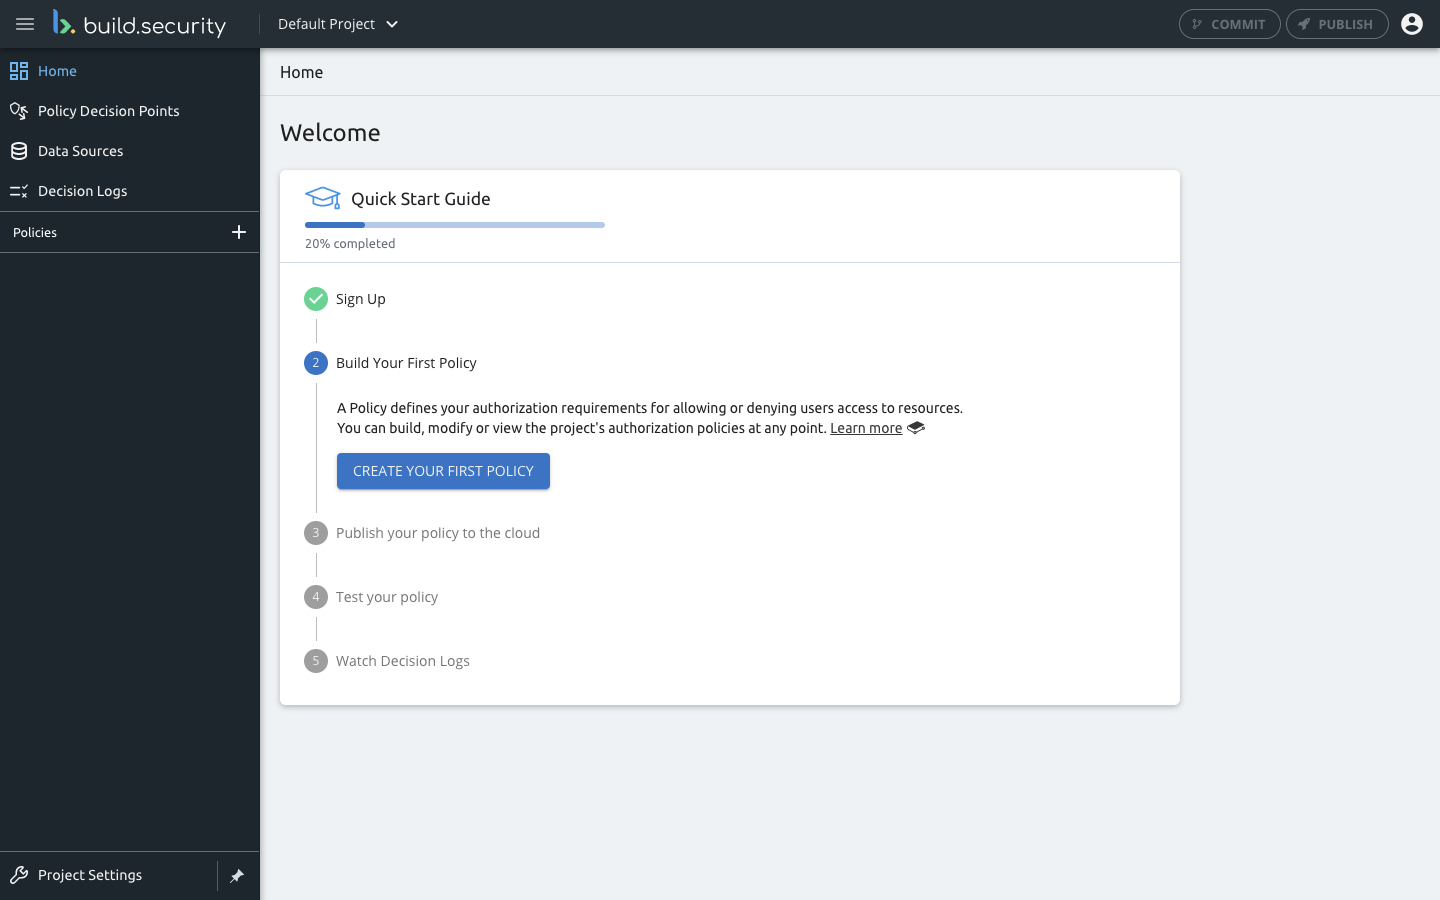 build.security
Default Project
COMMIT
PUBLISH
Home
Policy Decision Points
Data Sources
Decision Logs
Policies
Project Settings
Home
Welcome
Quick Start Guide
20% completed
Sign Up
2 Build Your First Policy
A Policy defines your authorization requirements for allowing or denying users access to resources.
You can build, modify or view the project's authorization policies at any point. Learn more
CREATE YOUR FIRST POLICY
3 Publish your policy to the cloud
4 Test your policy
5 Watch Decision Logs